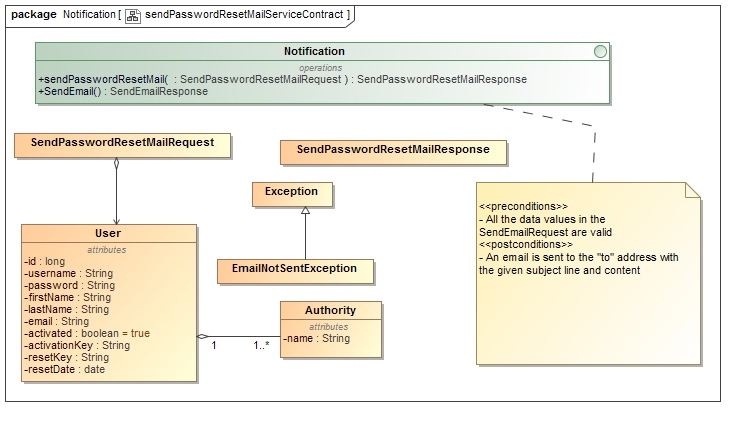 package Notification [ sendPasswordResetMailServiceContract ]
Notification
operations
+sendPasswordResetMail( : SendPasswordResetMailRequest ) : SendPasswordResetMailResponse
+SendEmail() : SendEmailResponse
SendPasswordResetMailRequest
SendPasswordResetMailResponse
Exception
EmailNotSentException
User
attributes
-id : long
-username : String
-password : String
-firstName : String
-lastName : String
-email : String
-activated : boolean = true
-activationKey : String
-resetKey : String
-resetDate : date
1
1..*
Authority
attributes
-name : String
<<preconditions>>
- All the data values in the
SendEmailRequest are valid
<<postconditions>>
- An email is sent to the "to" address with
the given subject line and content